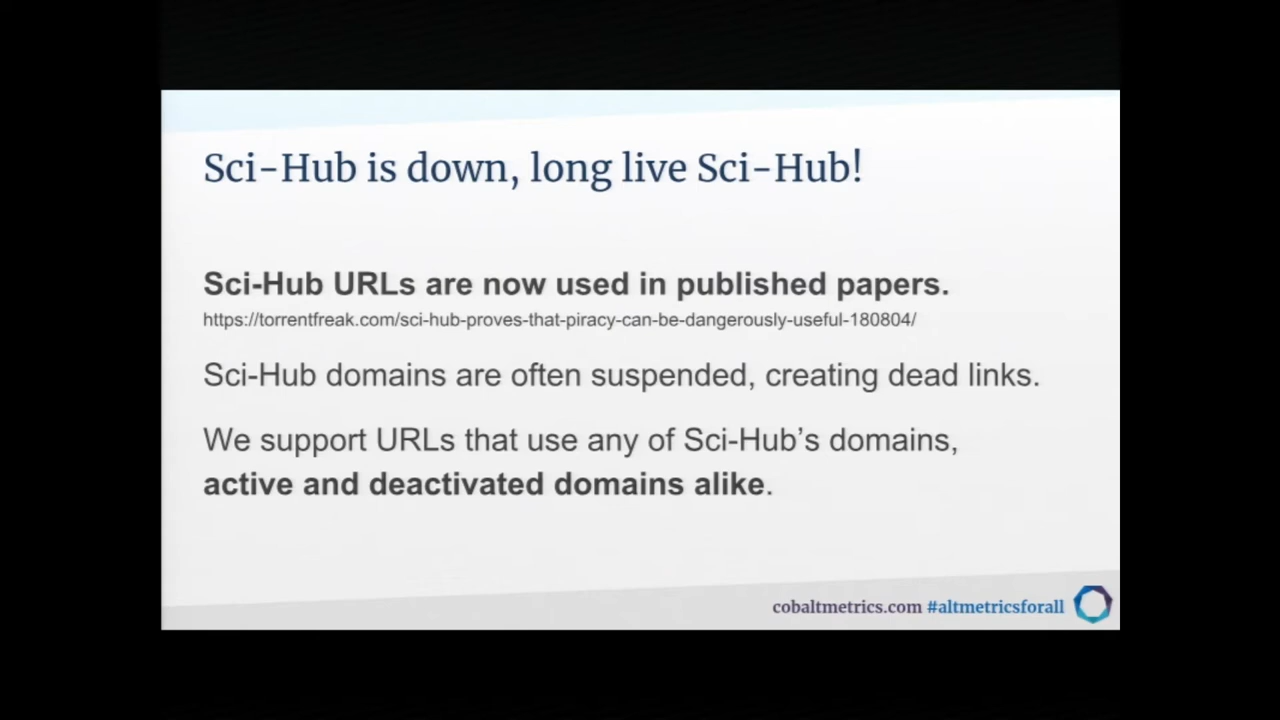 Sci-Hub is down, long live Sci-Hub!
Sci-Hub URLs are now used in published papers.
https://torrentfreak.com/sci-hub-proves-that-piracy-can-be-dangerously-useful-180804/
Sci-Hub domains are often suspended, creating dead links.
We support URLs that use any of Sci-Hub’s domains,
active and deactivated domains alike.
cobaltmetrics.com #altmetricsforall